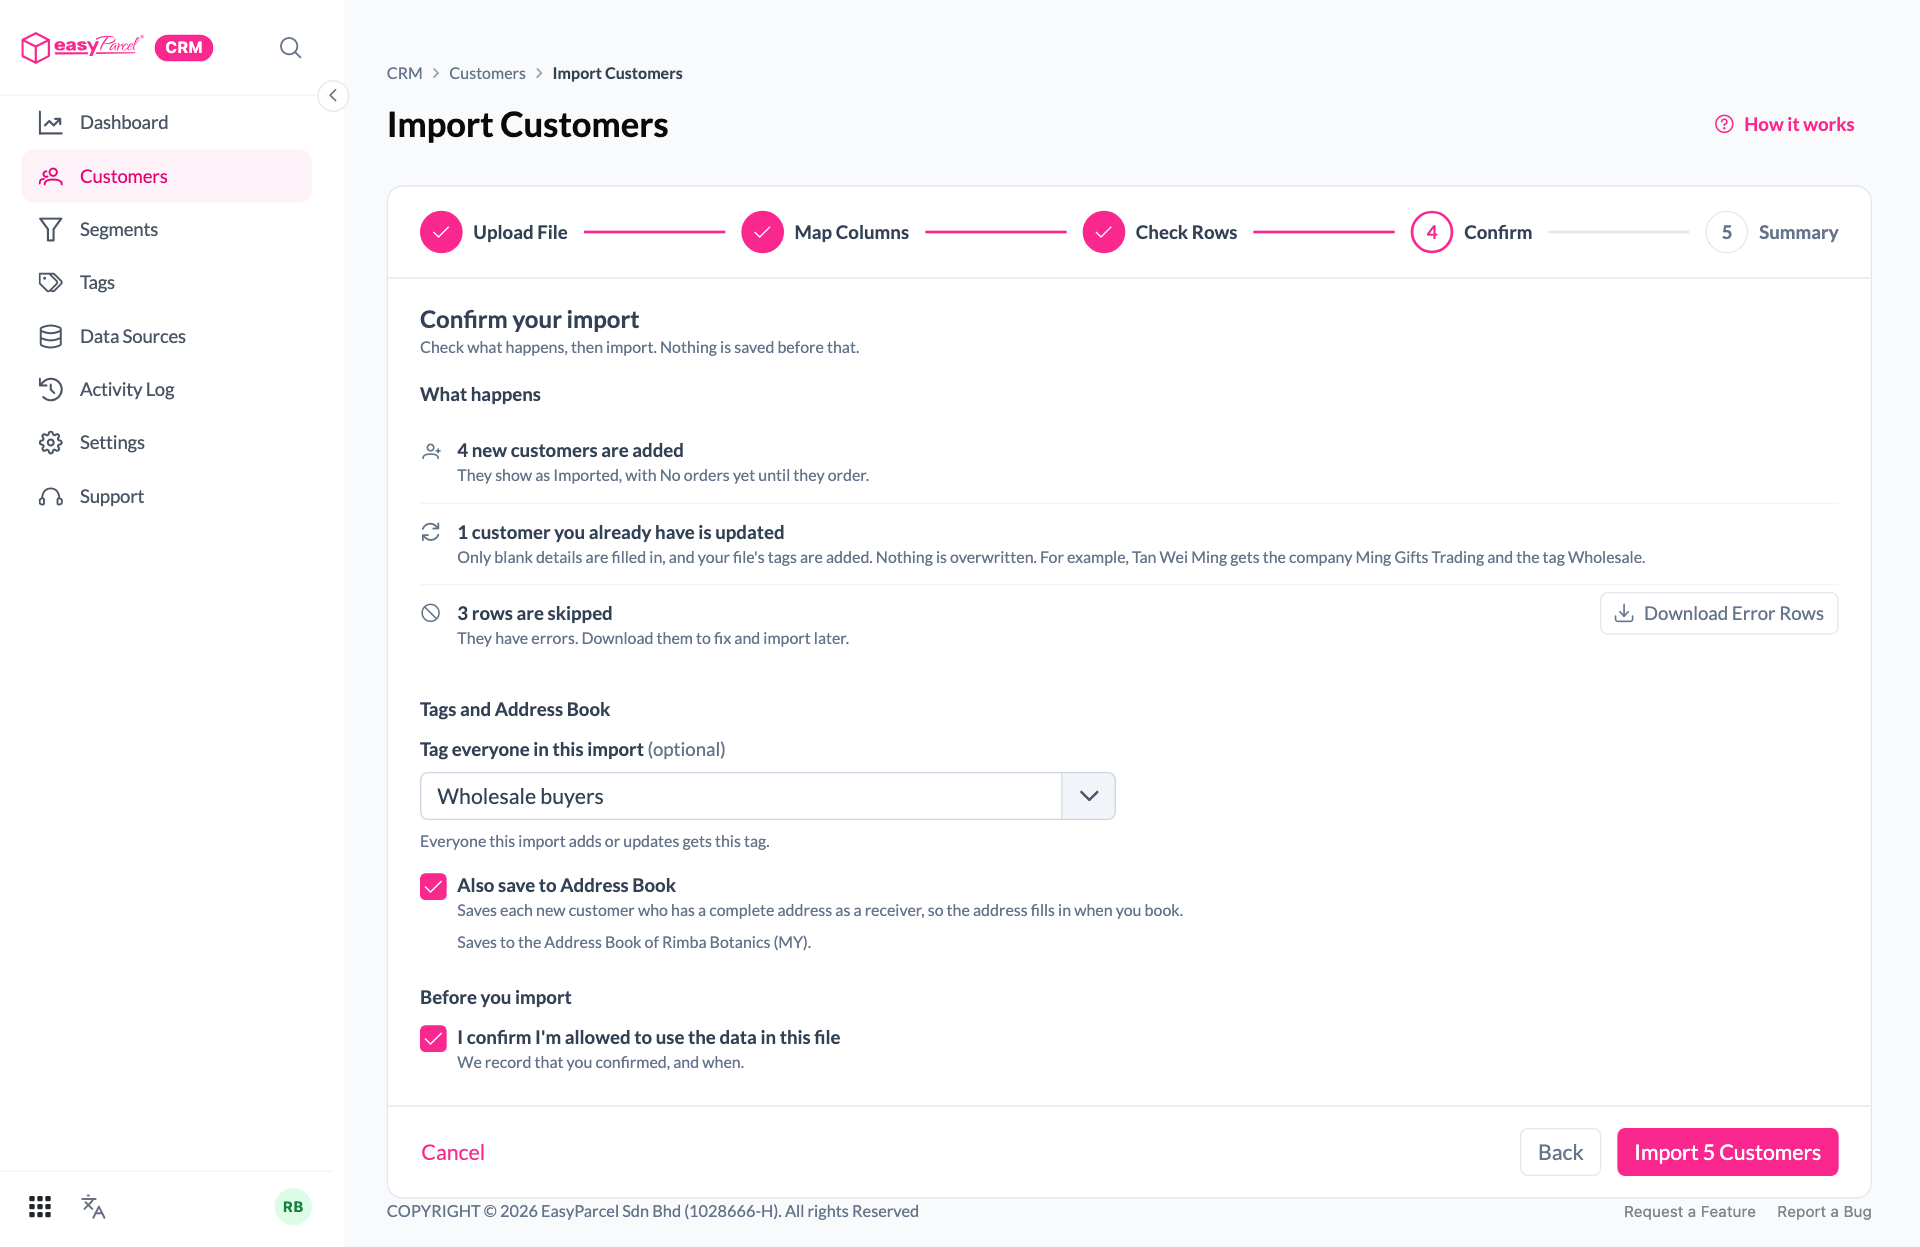 easyParcel CRM
Dashboard
Customers
Segments
Tags
Data Sources
Activity Log
Settings
Support
RB
CRM > Customers > Import Customers
Import Customers
How it works
Upload File
Map Columns
Check Rows
4 Confirm
5 Summary
Confirm your import
Check what happens, then import. Nothing is saved before that.
What happens
4 new customers are added
They show as Imported, with No orders yet until they order.
1 customer you already have is updated
Only blank details are filled in, and your file's tags are added. Nothing is overwritten. For example, Tan Wei Ming gets the company Ming Gifts Trading and the tag Wholesale.
3 rows are skipped
They have errors. Download them to fix and import later.
Download Error Rows
Tags and Address Book
Tag everyone in this import (optional)
Wholesale buyers
Everyone this import adds or updates gets this tag.
Also save to Address Book
Saves each new customer who has a complete address as a receiver, so the address fills in when you book.
Saves to the Address Book of Rimba Botanics (MY).
Before you import
I confirm I'm allowed to use the data in this file
We record that you confirmed, and when.
Cancel
Back
Import 5 Customers
COPYRIGHT © 2026 EasyParcel Sdn Bhd (1028666-H). All rights Reserved
Request a Feature
Report a Bug